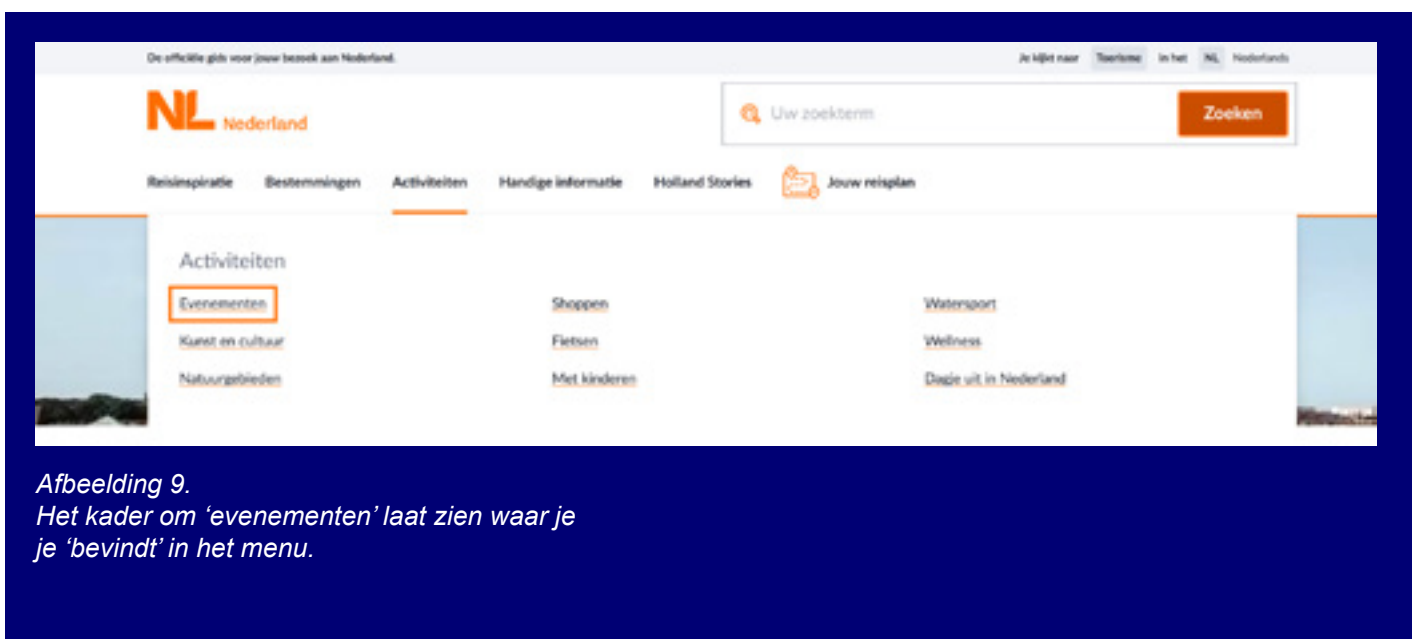 De officiële gids voor jouw bezoek aan Nederland.
Je kijkt naar Toerisme in het NL Nederlands
NL Nederland
Uw zoekterm
Zoeken
Reisinspiratie Bestemmingen Activiteiten Handige informatie Holland Stories Jouw reisplan
Activiteiten
Evenementen Shoppen Watersport
Kunst en cultuur Fietsen Wellness
Natuurgebieden Met kinderen Dagje uit in Nederland
Afbeelding 9.
Het kader om ‘evenementen’ laat zien waar je
je ‘bevindt’ in het menu.